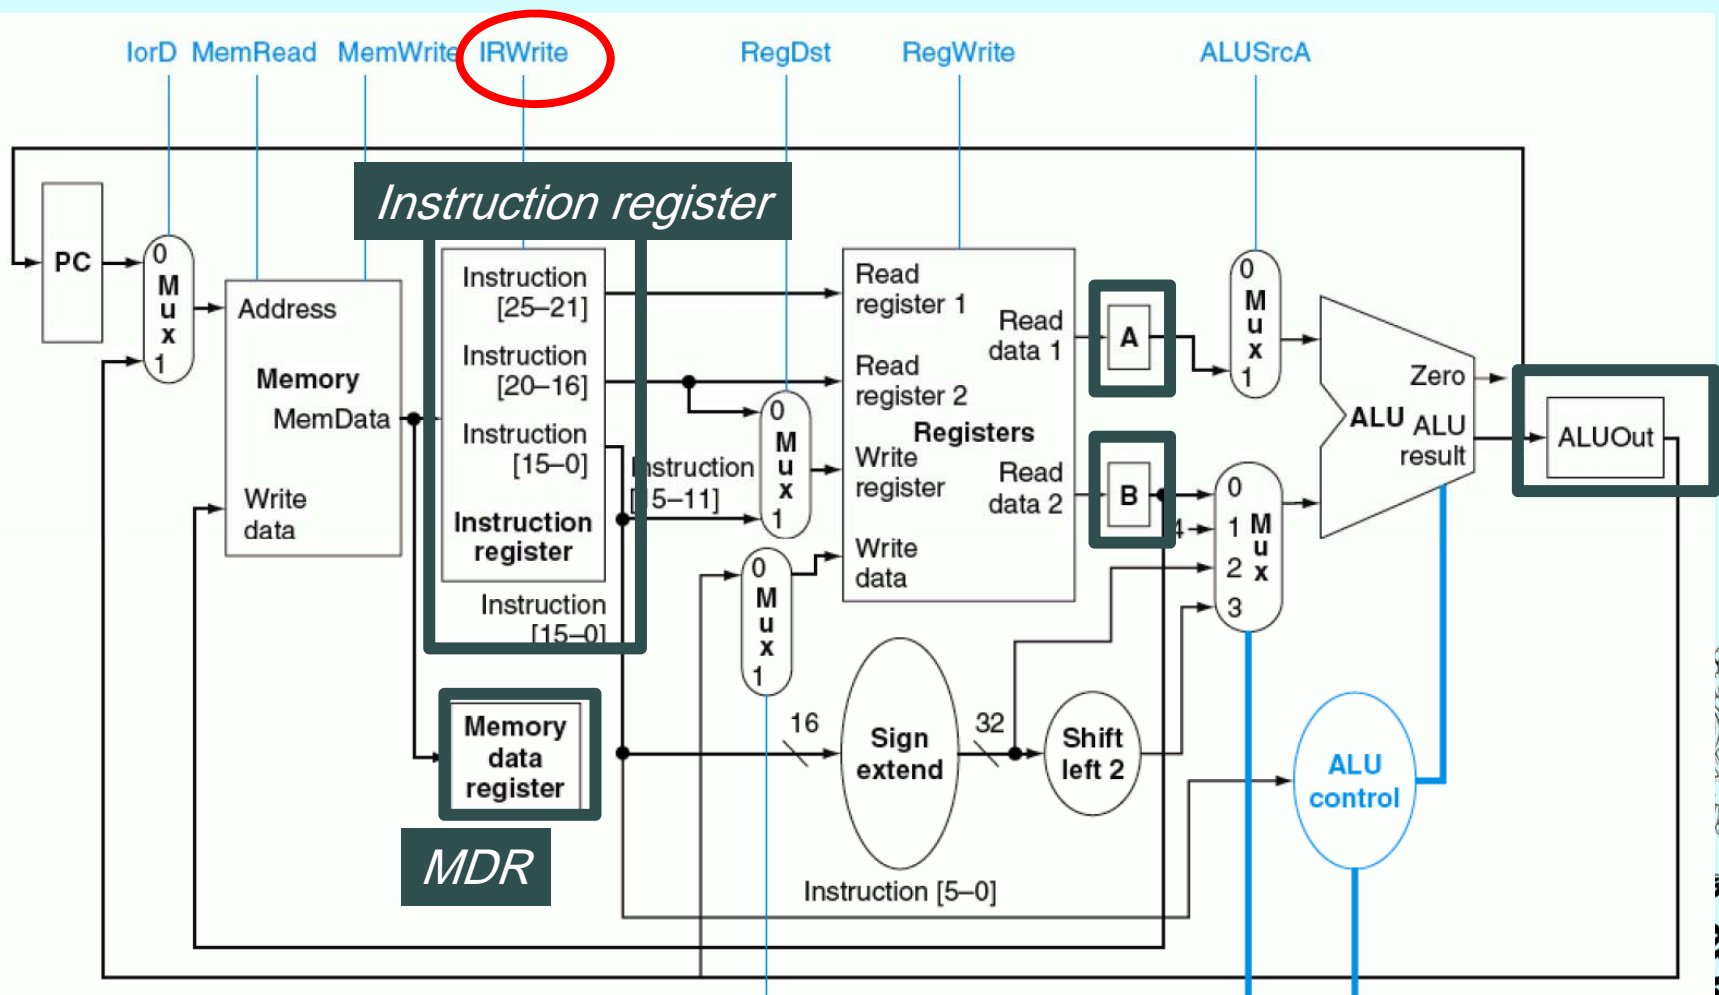 IorD MemRead MemWrite IRWrite RegDst RegWrite ALUSrcA
Instruction register
PC
0
M
u
x
1
Address
Memory
MemData
Write
data
Instruction
[25–21]
Instruction
[20–16]
Instruction
[15–0]
Instruction
register
Instruction
[15–0]
Instruction
[15–11]
0
M
u
x
1
0
M
u
x
1
Read
register 1
Read
register 2
Registers
Write
register
Write
data
Read
data 1
Read
data 2
A
B
0
M
u
x
1
4
0
1 M
u
2 x
3
Zero
ALU
ALU
result
ALUOut
Memory
data
register
MDR
16
Sign
extend
32
Shift
left 2
ALU
control
Instruction [5–0]